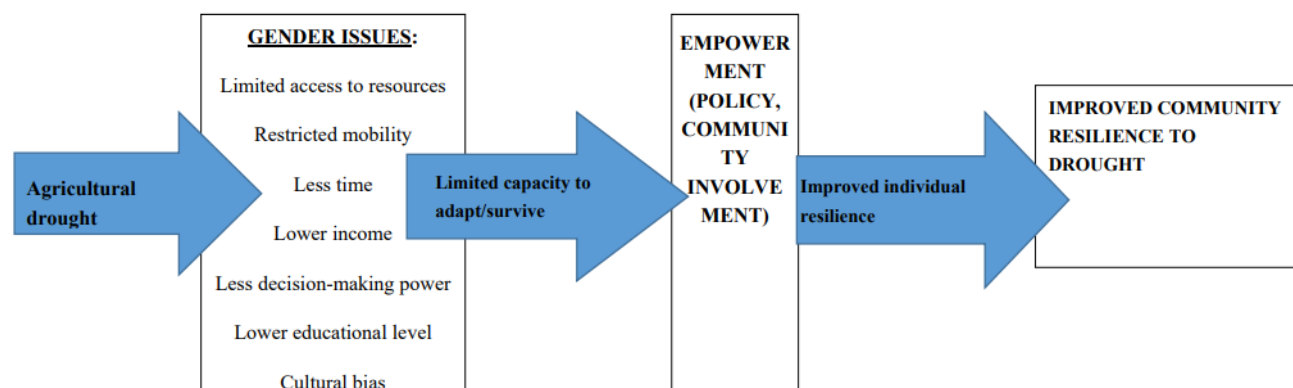 Agricultural
drought
GENDER ISSUES:
Limited access to resources
Restricted mobility
Less time
Lower income
Less decision-making power
Lower educational level
Cultural bias
Limited capacity to
adapt/survive
EMPOWER
MENT
(POLICY,
COMMUNI
TY
INVOLVE
MENT)
Improved individual
resilience
IMPROVED COMMUNITY
RESILIENCE TO
DROUGHT